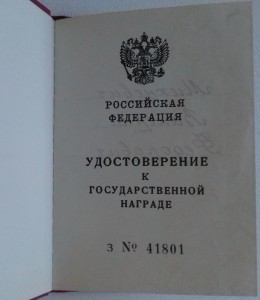 РОССИЙСКАЯ
ФЕДЕРАЦИЯ
УДОСТОВЕРЕНИЕ
К
ГОСУДАРСТВЕННОЙ
НАГРАДЕ
З № 41801